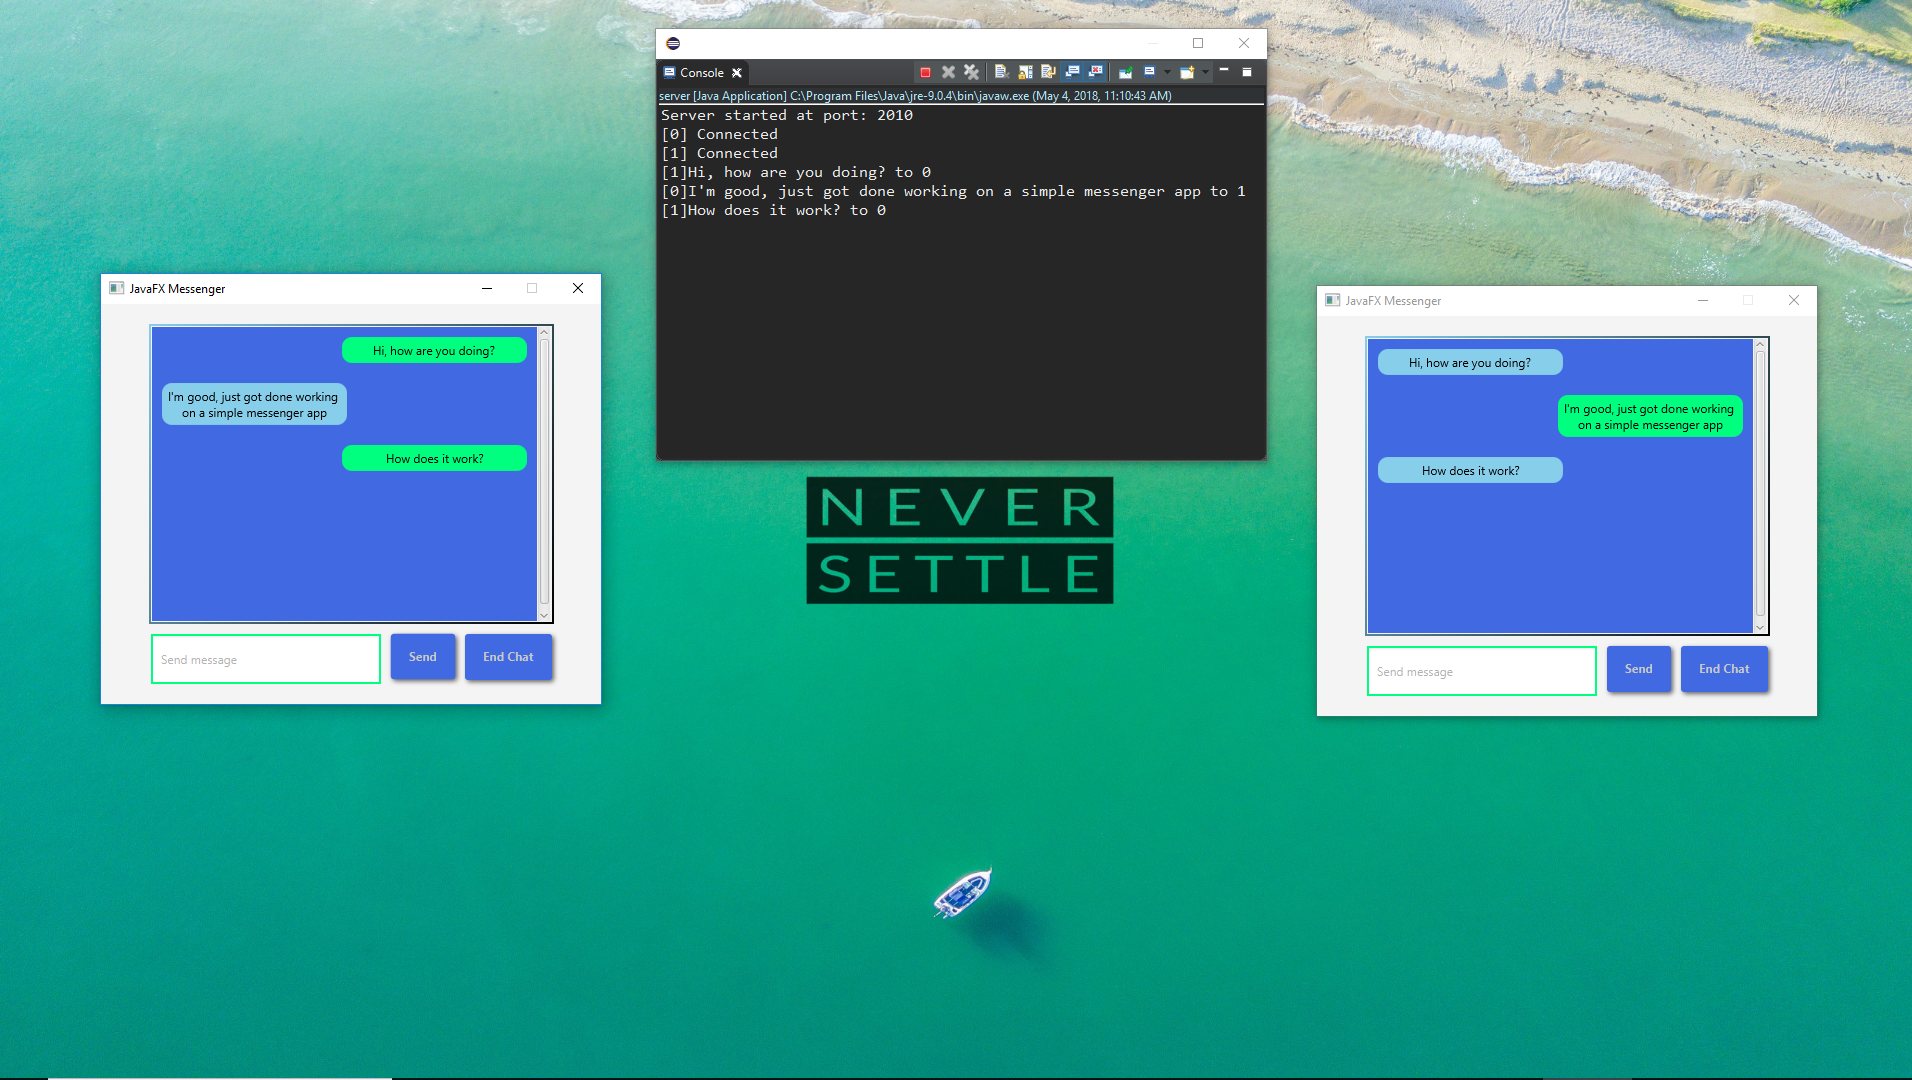 Console
server [Java Application] C:\Program Files\Java\jre-9.0.4\bin\javaw.exe (May 4, 2018, 11:10:43 AM)
Server started at port: 2010
[0] Connected
[1] Connected
[1]Hi, how are you doing? to 0
[0]I'm good, just got done working on a simple messenger app to 1
[1]How does it work? to 0
JavaFX Messenger
Hi, how are you doing?
I'm good, just got done working
on a simple messenger app
How does it work?
Send message
Send
End Chat
NEVER
SETTLE
JavaFX Messenger
Hi, how are you doing?
I'm good, just got done working
on a simple messenger app
How does it work?
Send message
Send
End Chat